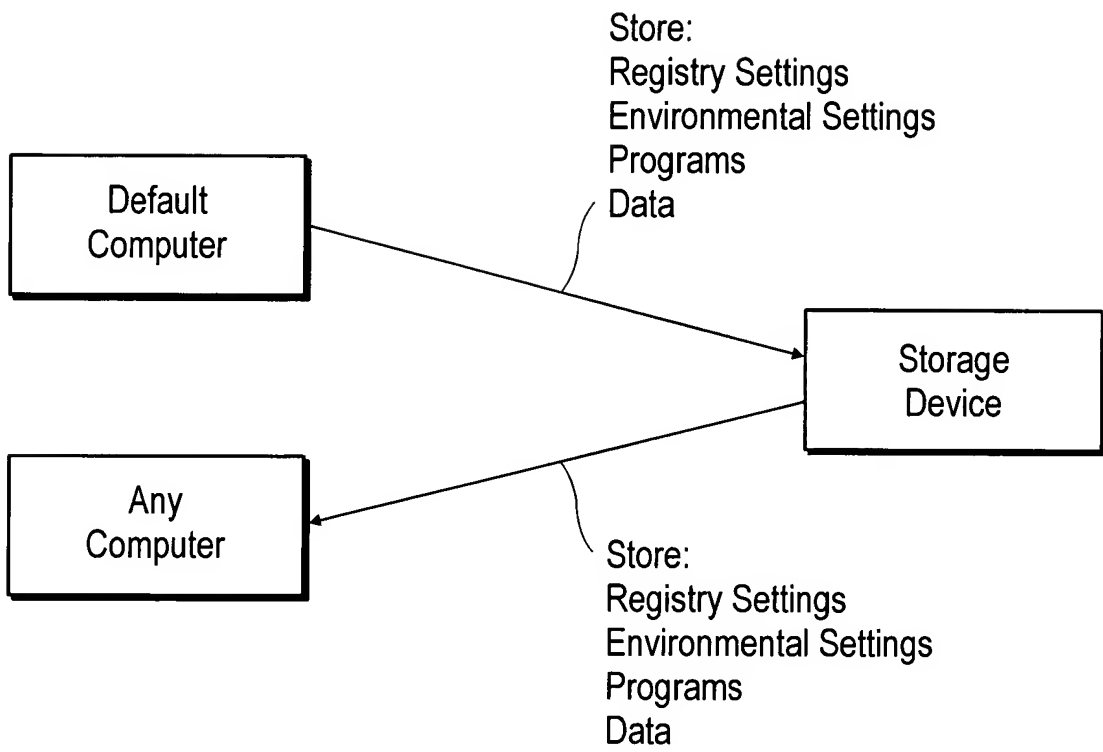 Store:
Registry Settings
Environmental Settings
Programs
Data
Default
Computer
Storage
Device
Any
Computer
Store:
Registry Settings
Environmental Settings
Programs
Data